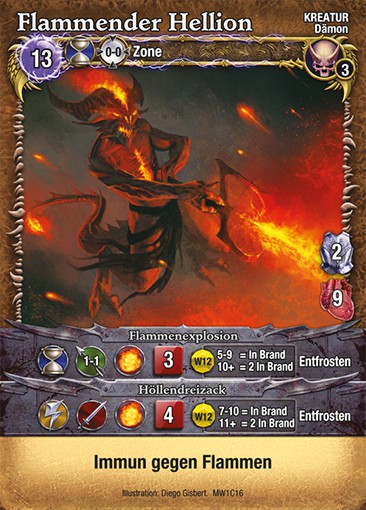 Flammender Hellion
KREATUR
Dämon
13 0-0 Zone 3
2
9
Flammenexplosion
1-1 3 W12 5-9 = In Brand
10+ = 2 In Brand Entfrosten
Höllendreizack
4 W12 7-10 = In Brand
11+ = 2 In Brand Entfrosten
Immun gegen Flammen
Illustration: Diego Gisbert. MW1C16